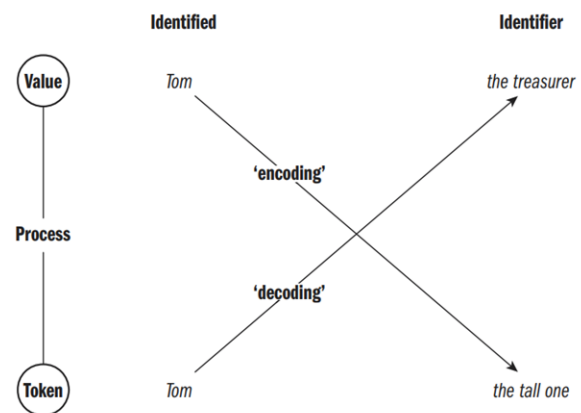 Identified Identifier
Value Tom the treasurer
‘encoding’
Process
‘decoding’
Token Tom the tall one